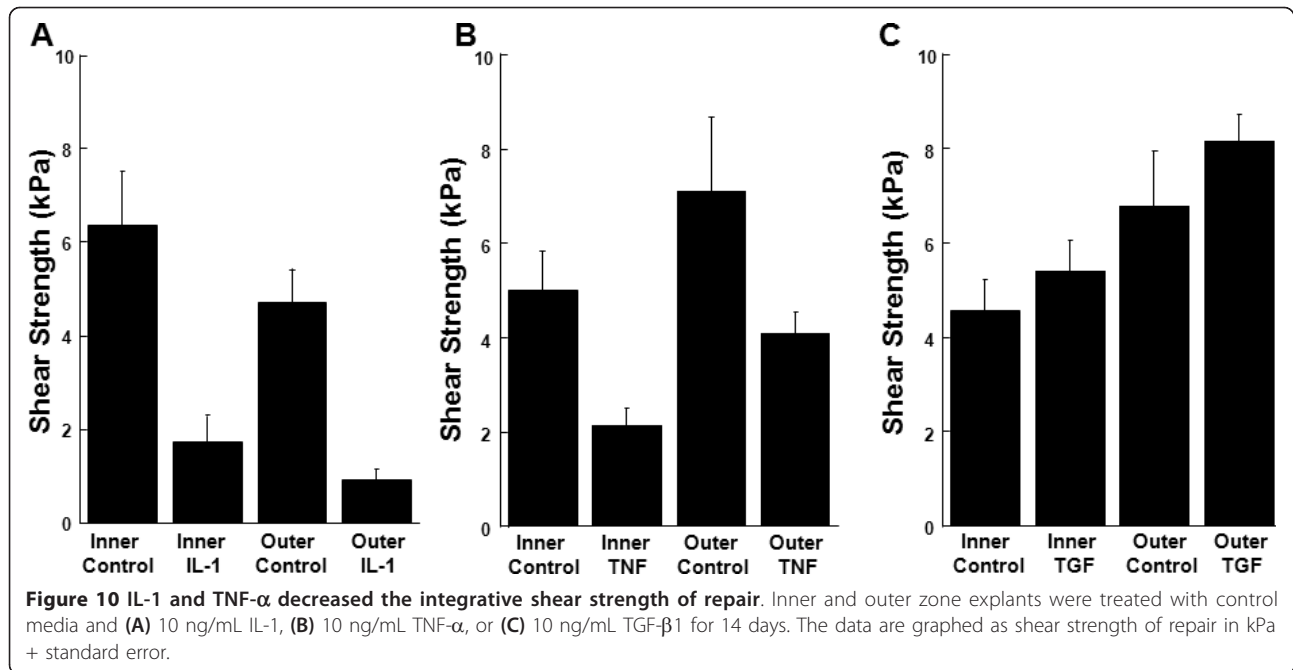 A
10
8
6
4
2
0
Shear Strength (kPa)
Inner Control
Inner IL-1
Outer Control
Outer IL-1
B
10
8
6
4
2
0
Shear Strength (kPa)
Inner Control
Inner TNF
Outer Control
Outer TNF
C
10
8
6
4
2
0
Shear Strength (kPa)
Inner Control
Inner TGF
Outer Control
Outer TGF
Figure 10 IL-1 and TNF-α decreased the integrative shear strength of repair. Inner and outer zone explants were treated with control
media and (A) 10 ng/mL IL-1, (B) 10 ng/mL TNF-α, or (C) 10 ng/mL TGF-β1 for 14 days. The data are graphed as shear strength of repair in kPa
+ standard error.